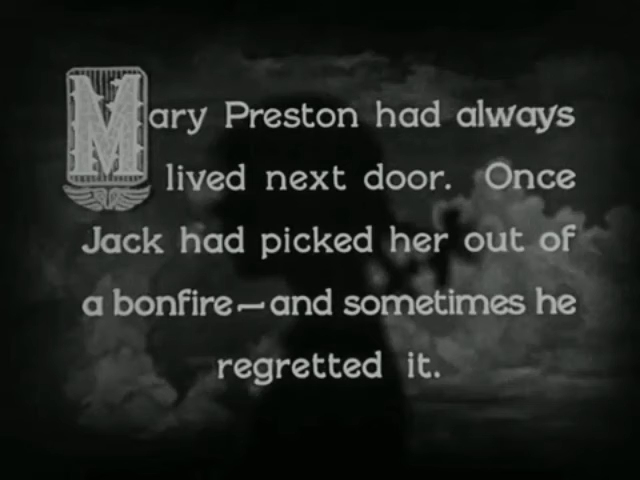 Mary Preston had always
lived next door. Once
Jack had picked her out of
a bonfire—and sometimes he
regretted it.